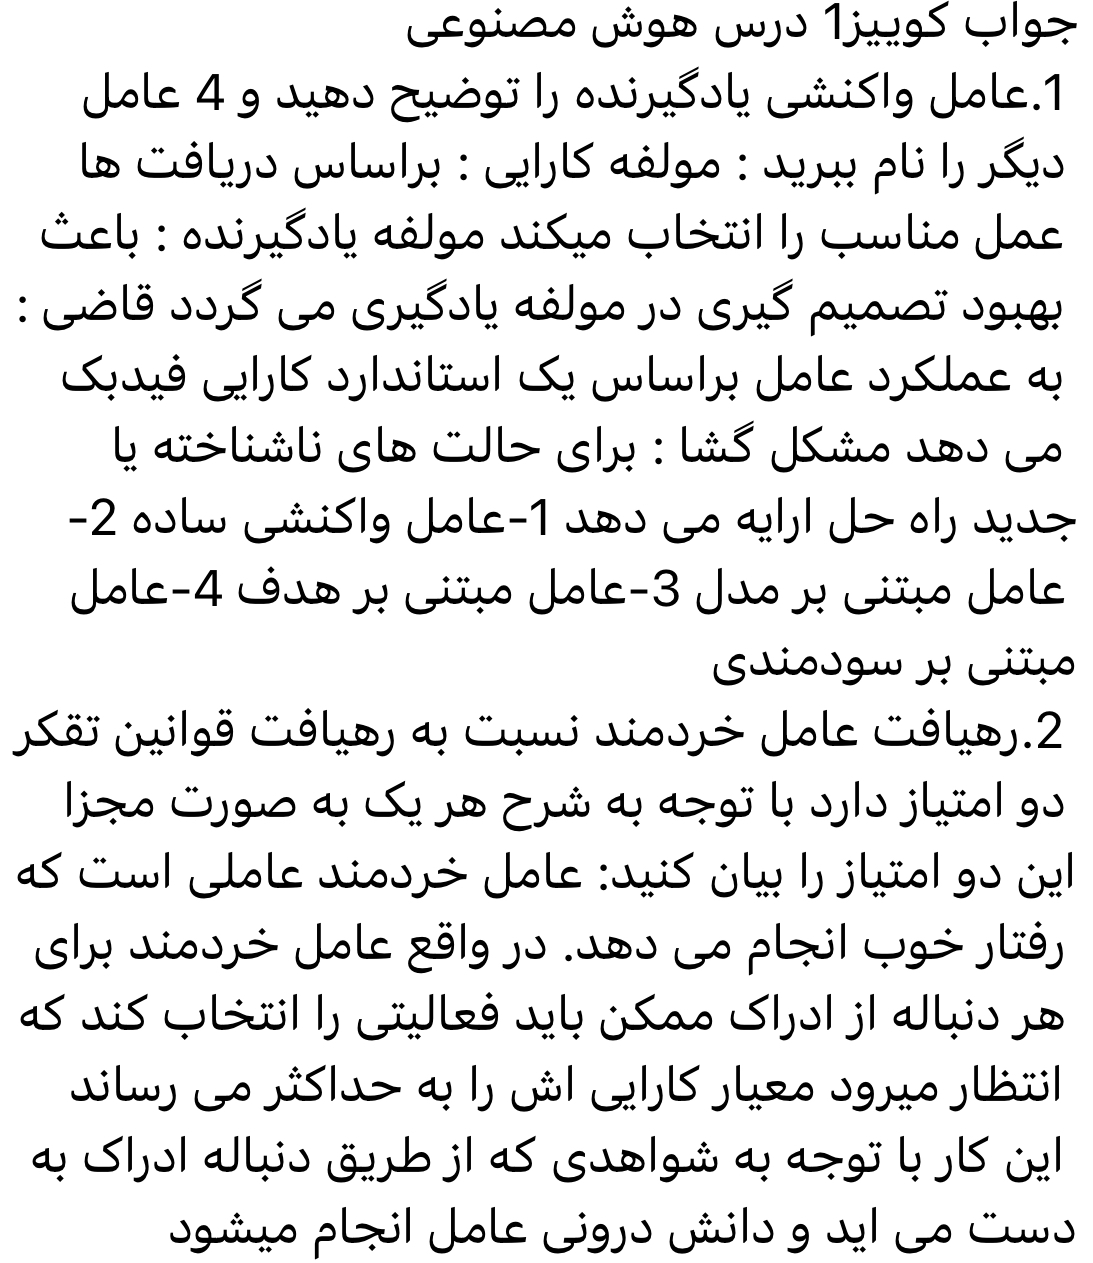 جواب کوییز1 درس هوش مصنوعی
1.عامل واکنشی یادگیرنده را توضیح دهید و 4 عامل
دیگر را نام ببرید : مولفه کارایی : براساس دریافت ها
عمل مناسب را انتخاب میکند مولفه یادگیرنده : باعث
بهبود تصمیم گیری در مولفه یادگیری می گردد قاضی :
به عملکرد عامل براساس یک استاندارد کارایی فیدبک
می دهد مشکل گشا : برای حالت های ناشناخته یا
جدید راه حل ارایه می دهد 1-عامل واکنشی ساده 2-
عامل مبتنی بر مدل 3-عامل مبتنی بر هدف 4-عامل
مبتنی بر سودمندی
2.رهیافت عامل خردمند نسبت به رهیافت قوانین تقکر
دو امتیاز دارد با توجه به شرح هر یک به صورت مجزا
این دو امتیاز را بیان کنید: عامل خردمند عاملی است که
رفتار خوب انجام می دهد. در واقع عامل خردمند برای
هر دنباله از ادراک ممکن باید فعالیتی را انتخاب کند که
انتظار میرود معیار کارایی اش را به حداکثر می رساند
این کار با توجه به شواهدی که از طریق دنباله ادراک به
دست می اید و دانش درونی عامل انجام میشود